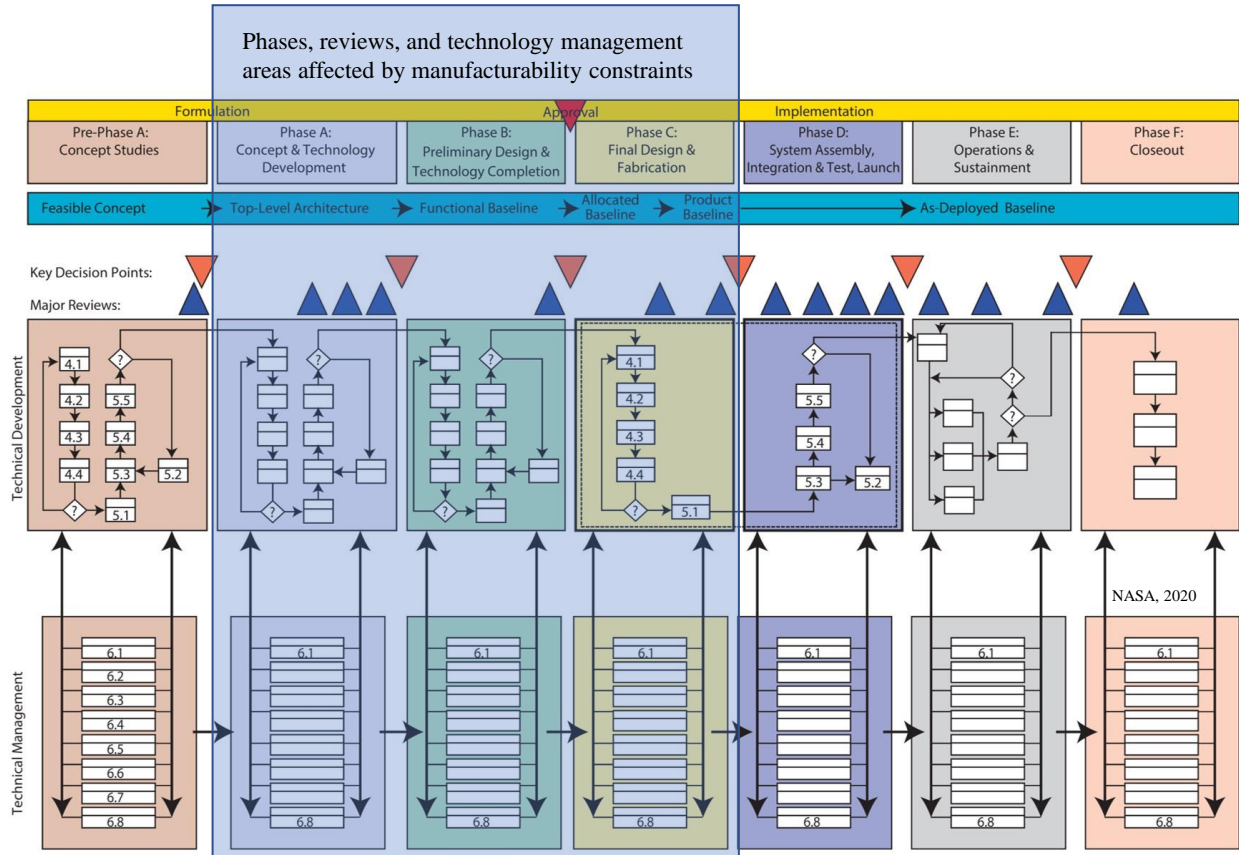 Phases, reviews, and technology management
areas affected by manufacturability constraints
Formulation
Approval
Implementation
Pre-Phase A:
Concept Studies
Phase A:
Concept & Technology
Development
Phase B:
Preliminary Design &
Technology Completion
Phase C:
Final Design &
Fabrication
Phase D:
System Assembly,
Integration & Test, Launch
Phase E:
Operations &
Sustainment
Phase F:
Closeout
Feasible Concept
Top-Level Architecture
Functional Baseline
Allocated
Baseline
Product
Baseline
As-Deployed Baseline
Key Decision Points:
Major Reviews:
Technical Development
4.1
4.2
4.3
4.4
?
?
5.5
5.4
5.3
5.2
5.1
?
?
?
?
4.1
4.2
4.3
4.4
?
5.1
?
5.5
5.4
5.3
5.2
?
?
NASA, 2020
Technical Management
6.1
6.2
6.3
6.4
6.5
6.6
6.7
6.8
6.1
6.8
6.1
6.8
6.1
6.8
6.1
6.8
6.1
6.8
6.1
6.8